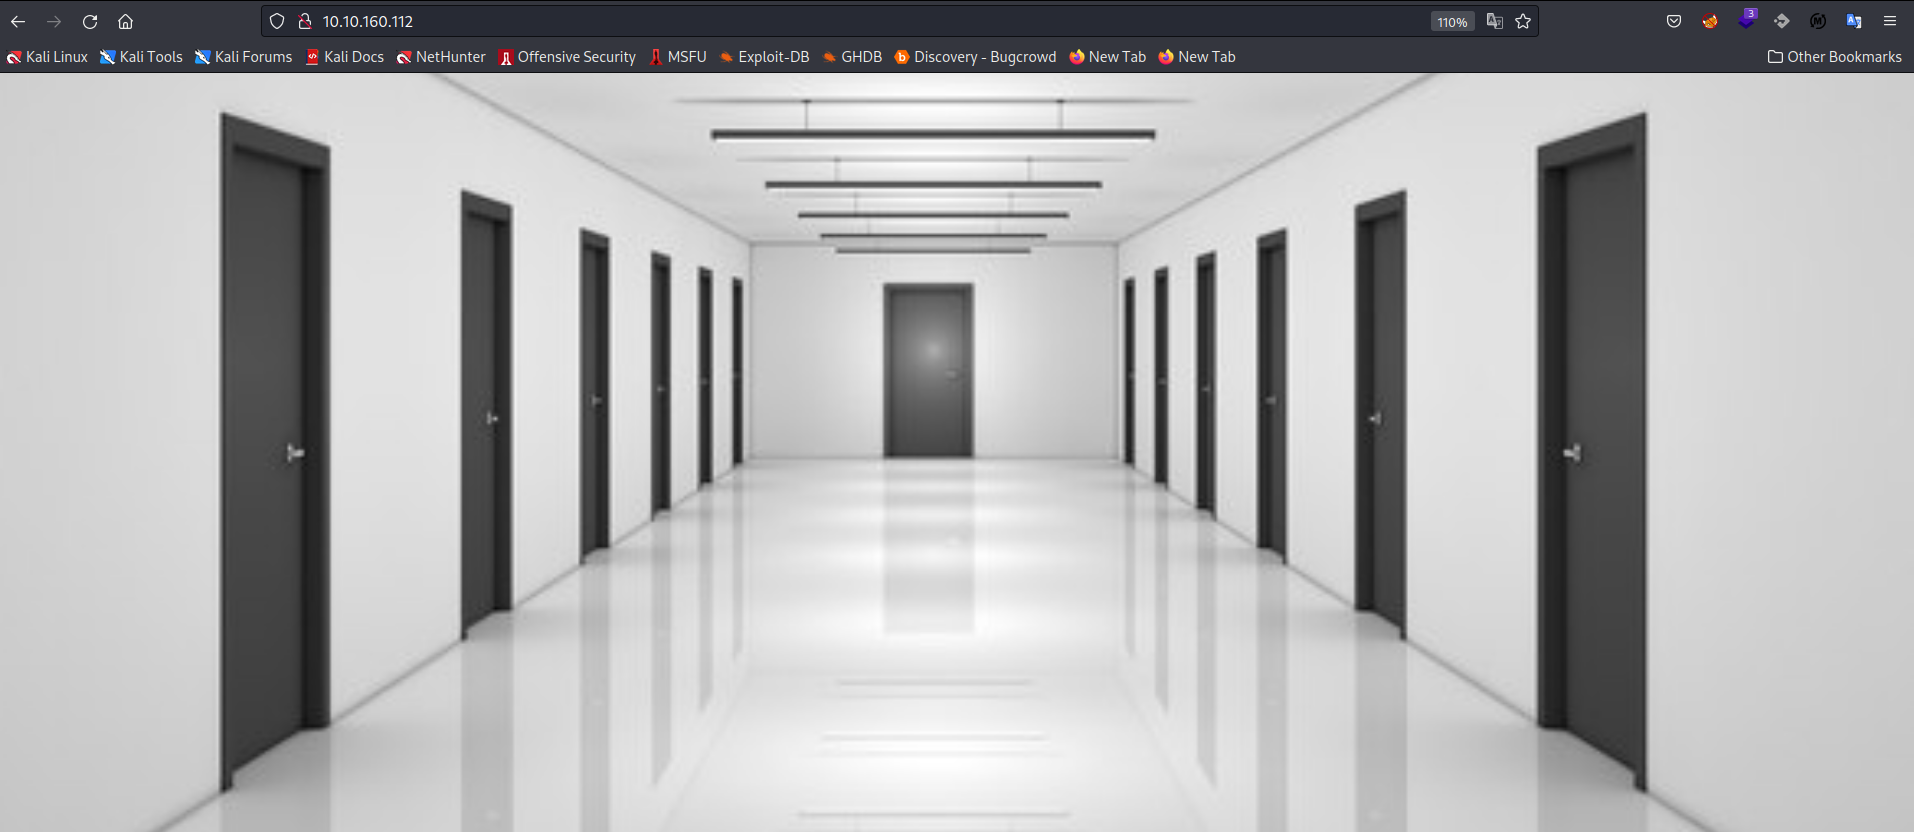 10.10.160.112
110%
3
Kali Linux Kali Tools Kali Forums Kali Docs NetHunter Offensive Security MSFU Exploit-DB GHDB Discovery - Bugcrowd New Tab New Tab Other Bookmarks